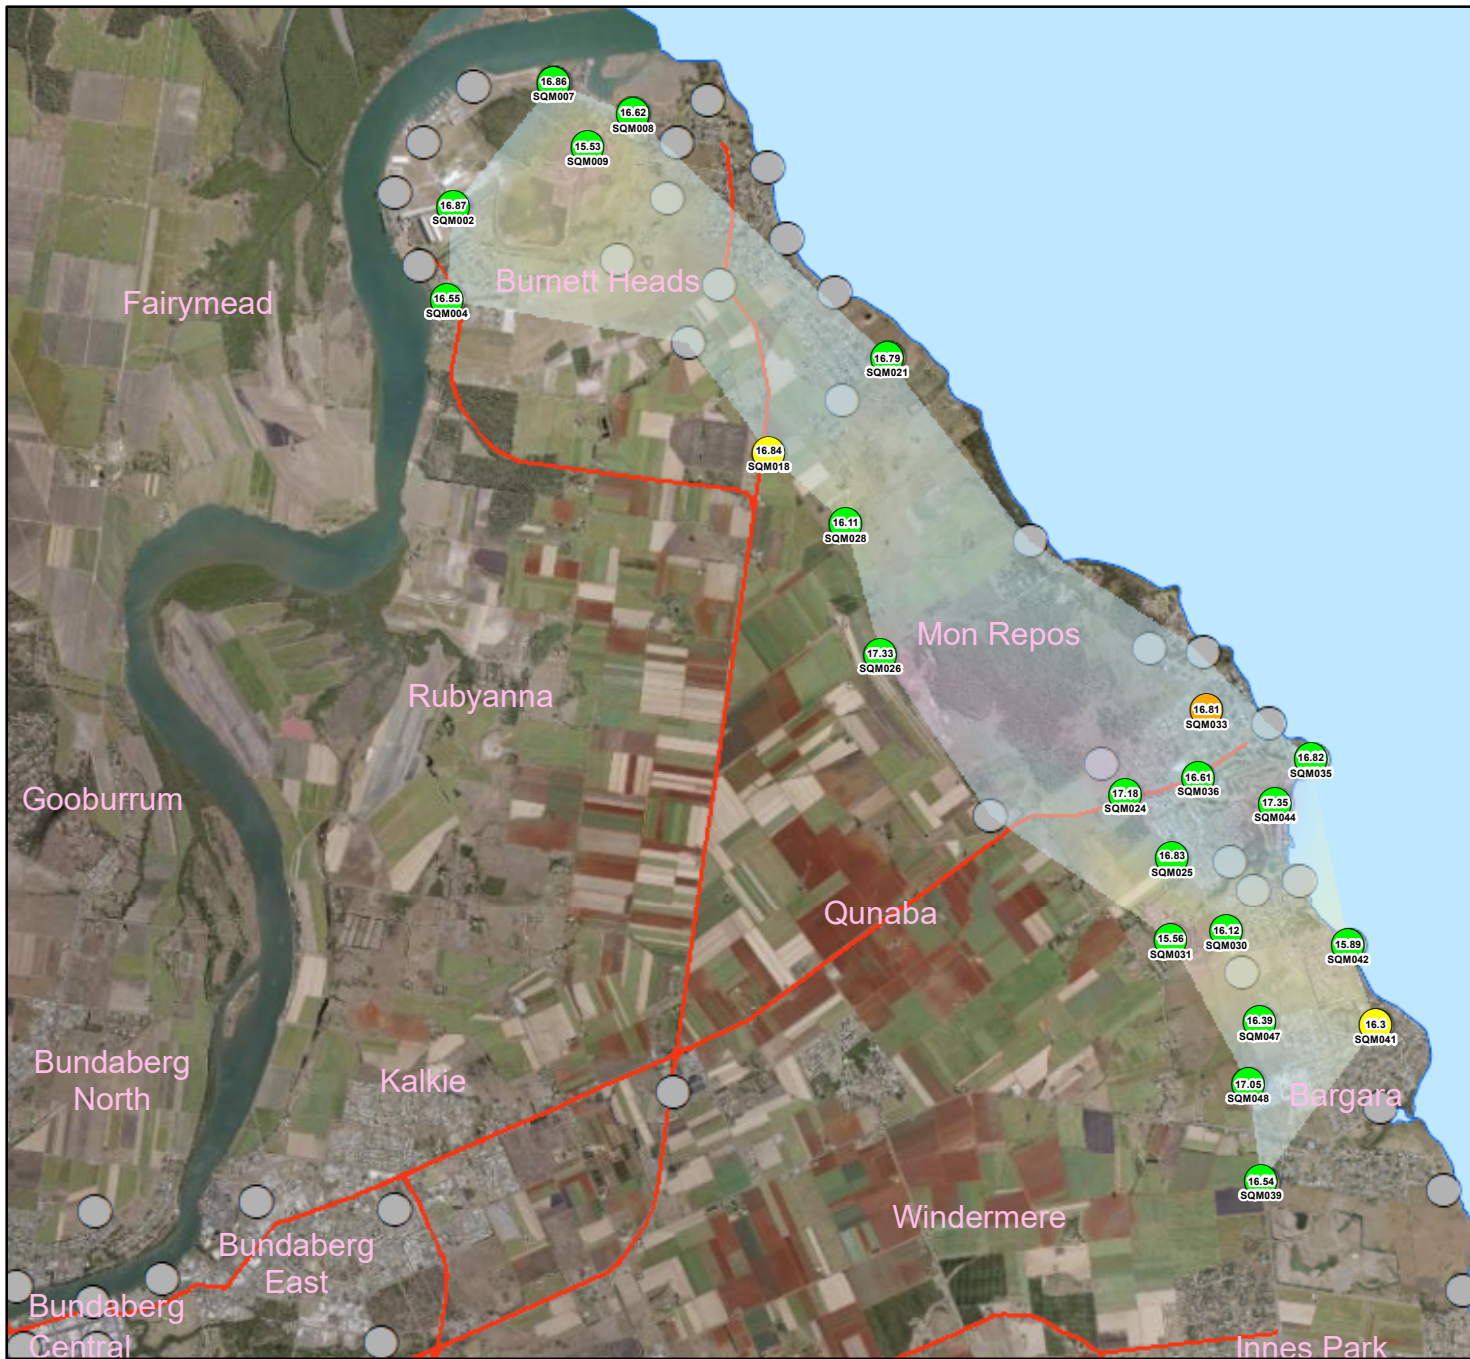 16.86
SQM007
16.62
SQM008
15.53
SQM009
16.87
SQM002
Burnett Heads
Fairymead
16.55
SQM004
16.79
SQM021
16.84
SQM018
16.11
SQM028
Mon Repos
17.33
SQM026
Rubyanna
16.81
SQM033
16.82
SQM035
16.61
SQM036
17.18
SQM024
17.35
SQM044
Gooburrum
16.83
SQM025
Qunaba
16.12
SQM030
15.56
SQM031
15.89
SQM042
16.39
SQM047
16.3
SQM041
Bundaberg
North
Kalkie
17.05
SQM048
Bargara
16.54
SQM039
Windermere
Bundaberg
East
Bundaberg
Central
Innes Park